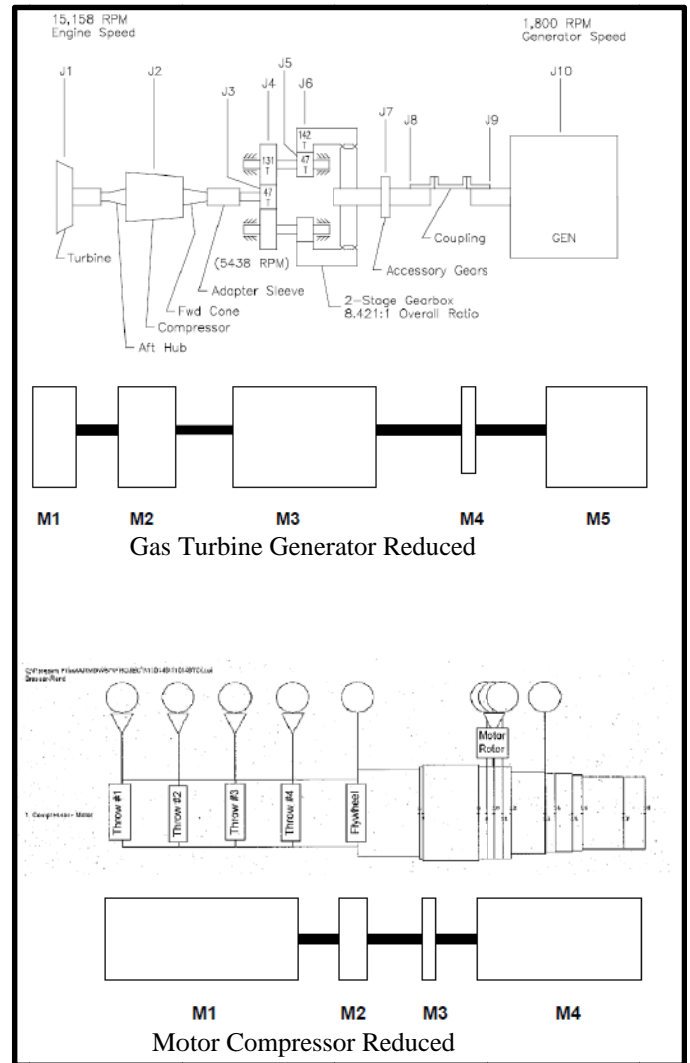 15,158 RPM
Engine Speed
1,800 RPM
Generator Speed
J1
J2
J3
J4
J5
J6
J7
J8
J9
J10
142
T
131
T
47
T
47
T
Turbine
(5438 RPM)
Coupling
GEN
Adapter Sleeve
Accessory Gears
Fwd Cone
2-Stage Gearbox
8.421:1 Overall Ratio
Compressor
Aft Hub
M1 M2 M3 M4 M5
Gas Turbine Generator Reduced
Motor
Rotor
Throw #1
Throw #2
Throw #3
Throw #4
Flywheel
1. Compressor - Motor
M1 M2 M3 M4
Motor Compressor Reduced